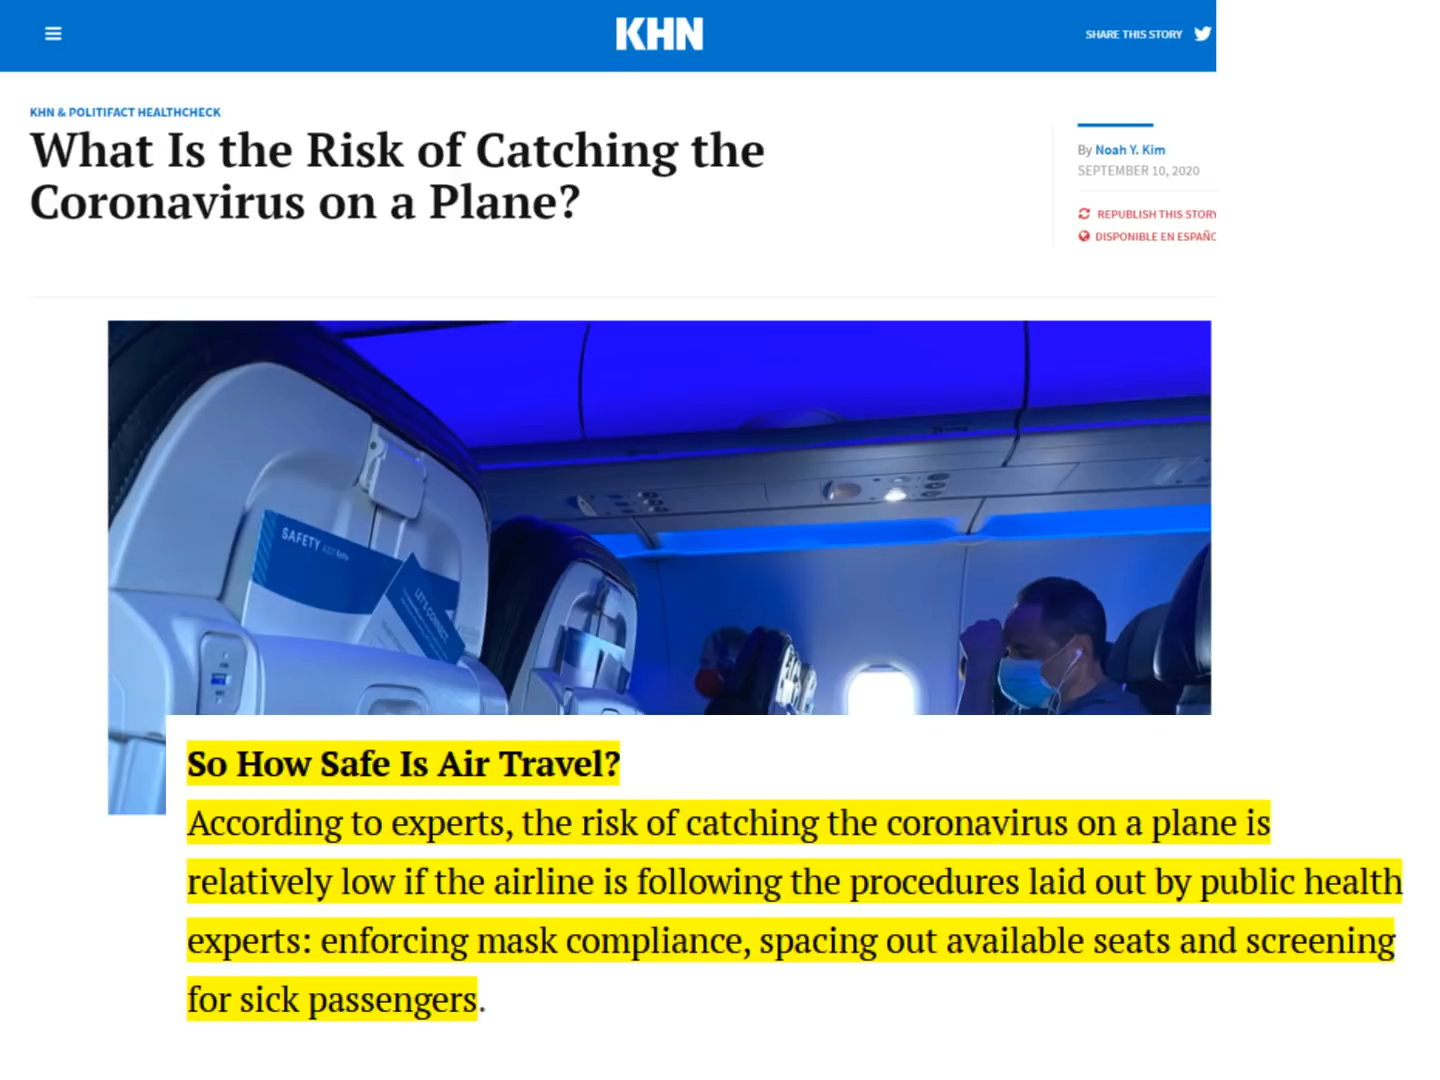 KHN
SHARE THIS STORY
KHN & POLITIFACT HEALTHCHECK
What Is the Risk of Catching the
Coronavirus on a Plane?
By Noah Y. Kim
SEPTEMBER 10, 2020
REPUBLISH THIS STORY
DISPONIBLE EN ESPAÑO
SAFETY
LET'S CONNECT
So How Safe Is Air Travel?
According to experts, the risk of catching the coronavirus on a plane is
relatively low if the airline is following the procedures laid out by public health
experts: enforcing mask compliance, spacing out available seats and screening
for sick passengers.